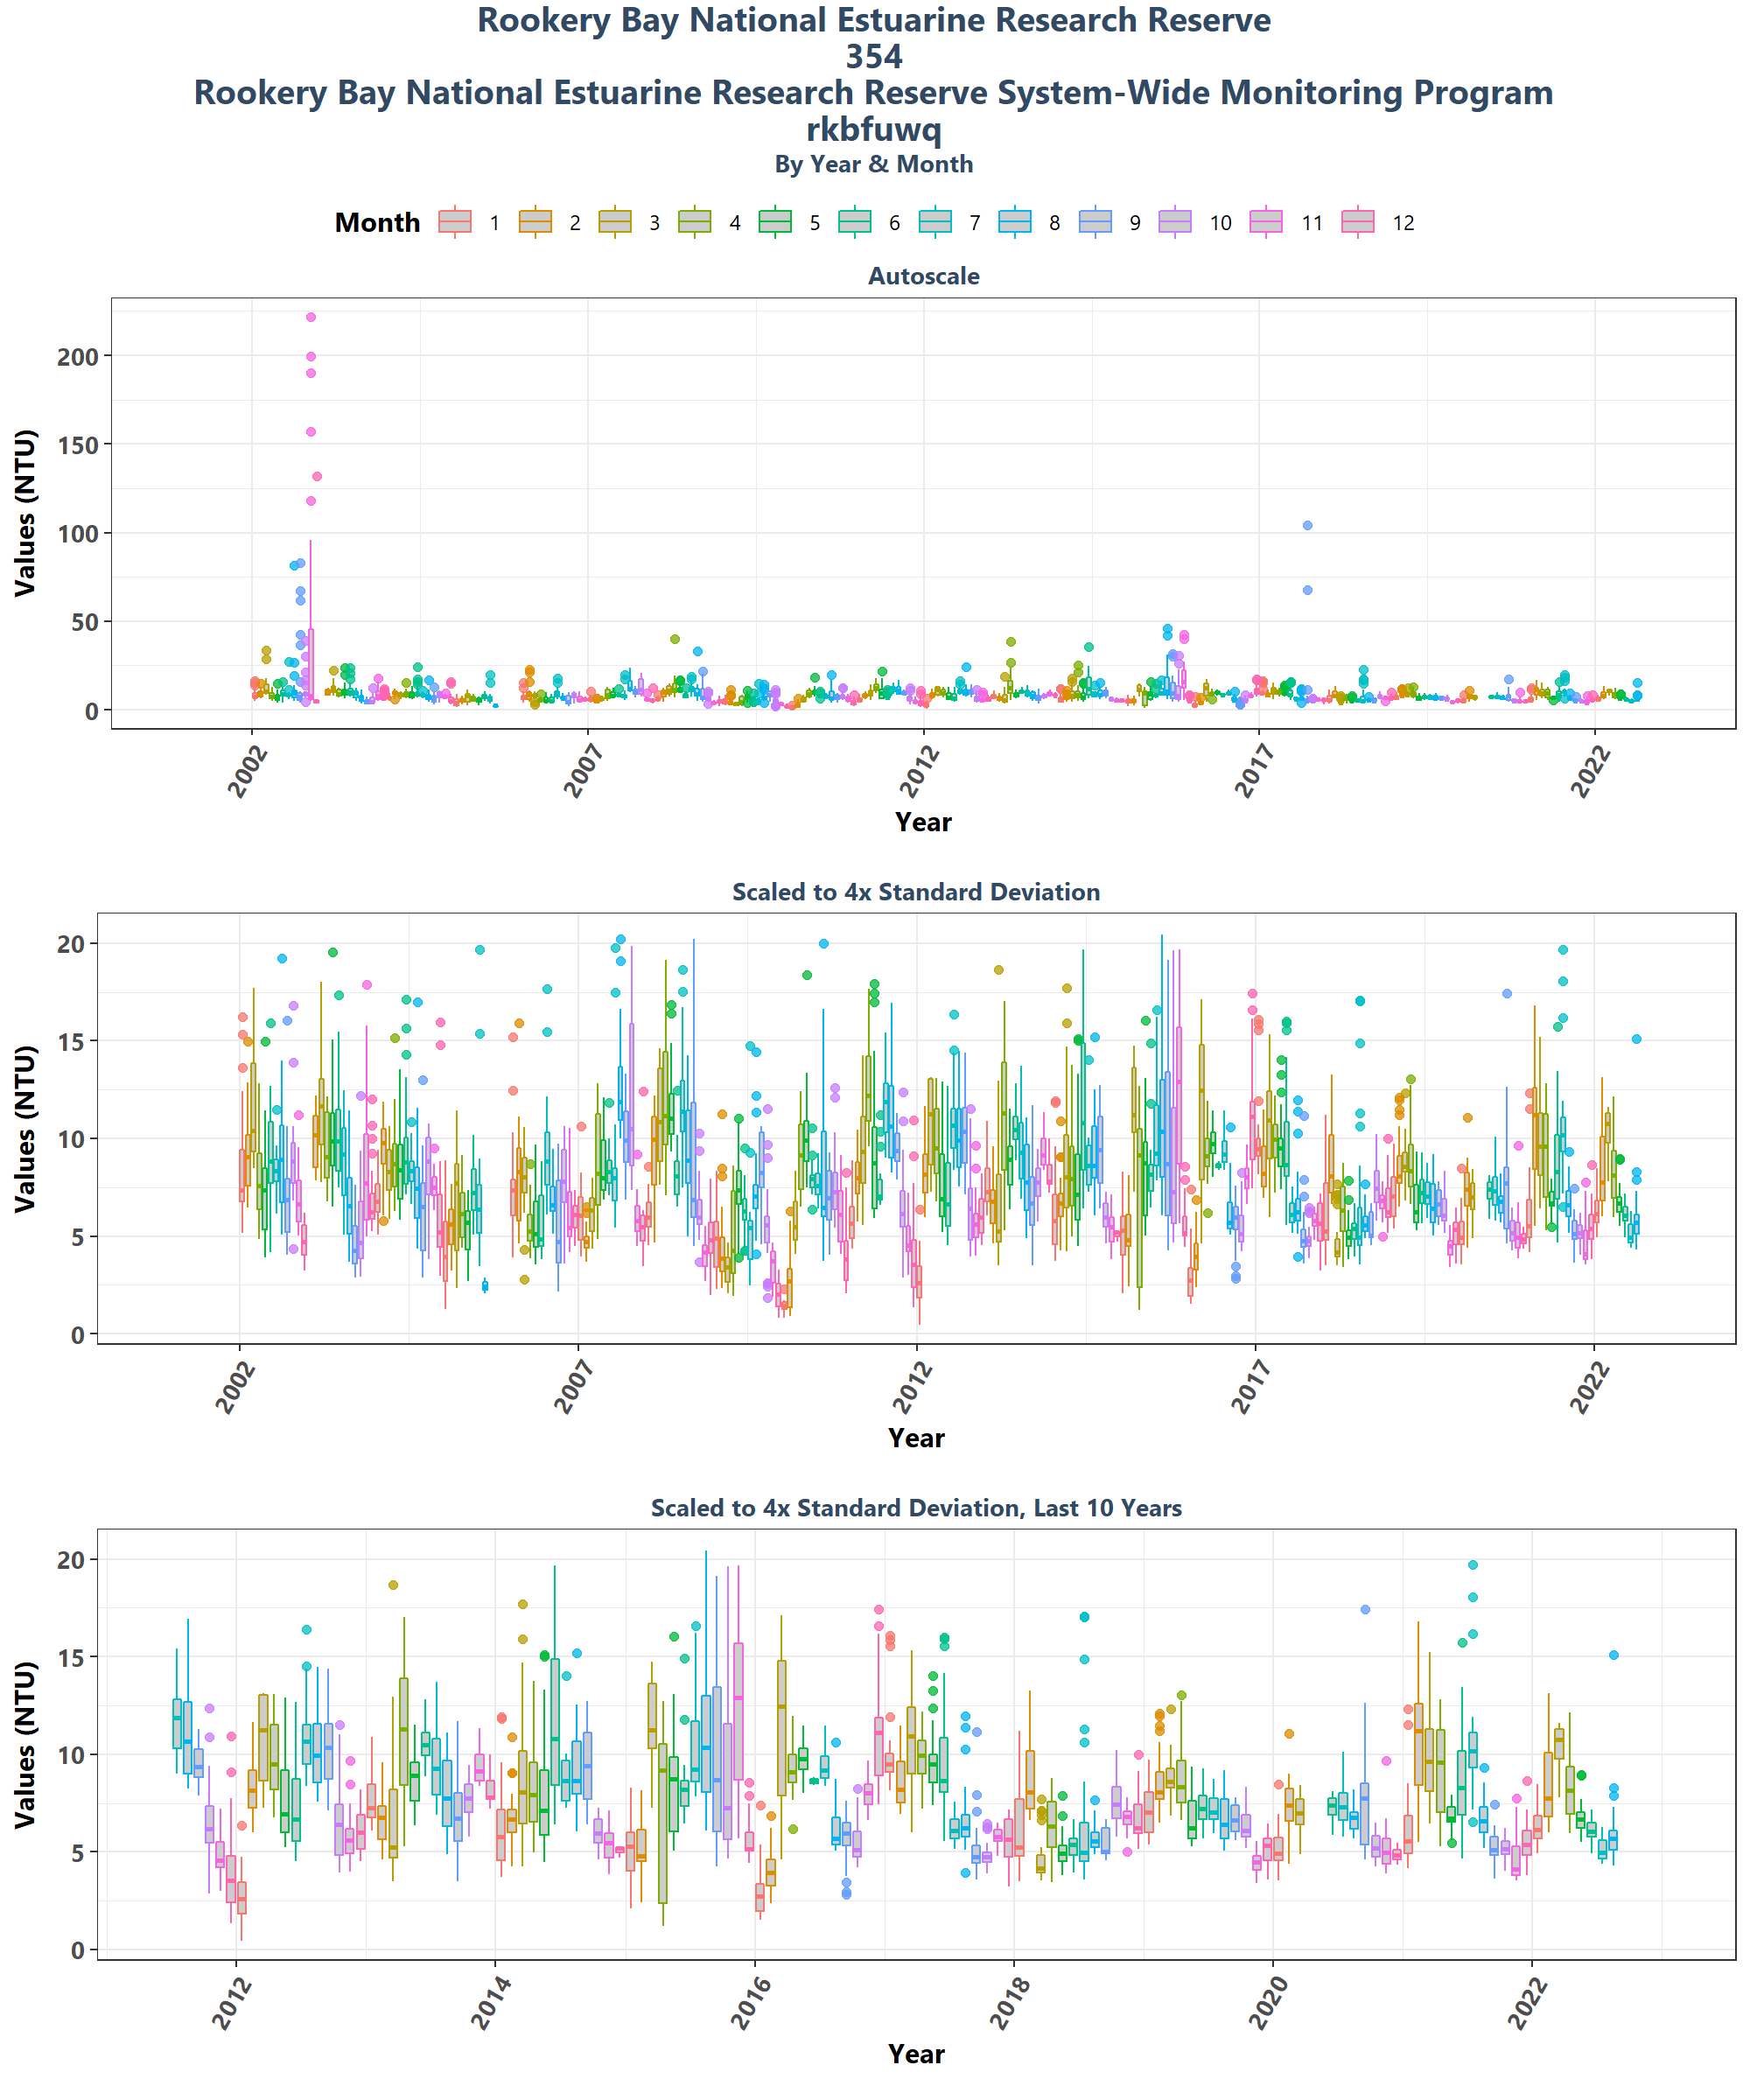 Rookery Bay National Estuarine Research Reserve
354
Rookery Bay National Estuarine Research Reserve System-Wide Monitoring Program
rkbfuwq
By Year & Month
Month 1 2 3 4 5 6 7 8 9 10 11 12
Autoscale
Values (NTU)
200
150
100
50
0
2002 2007 2012 2017 2022
Year
Scaled to 4x Standard Deviation
Values (NTU)
20
15
10
5
0
2002 2007 2012 2017 2022
Year
Scaled to 4x Standard Deviation, Last 10 Years
Values (NTU)
20
15
10
5
0
2012 2014 2016 2018 2020 2022
Year